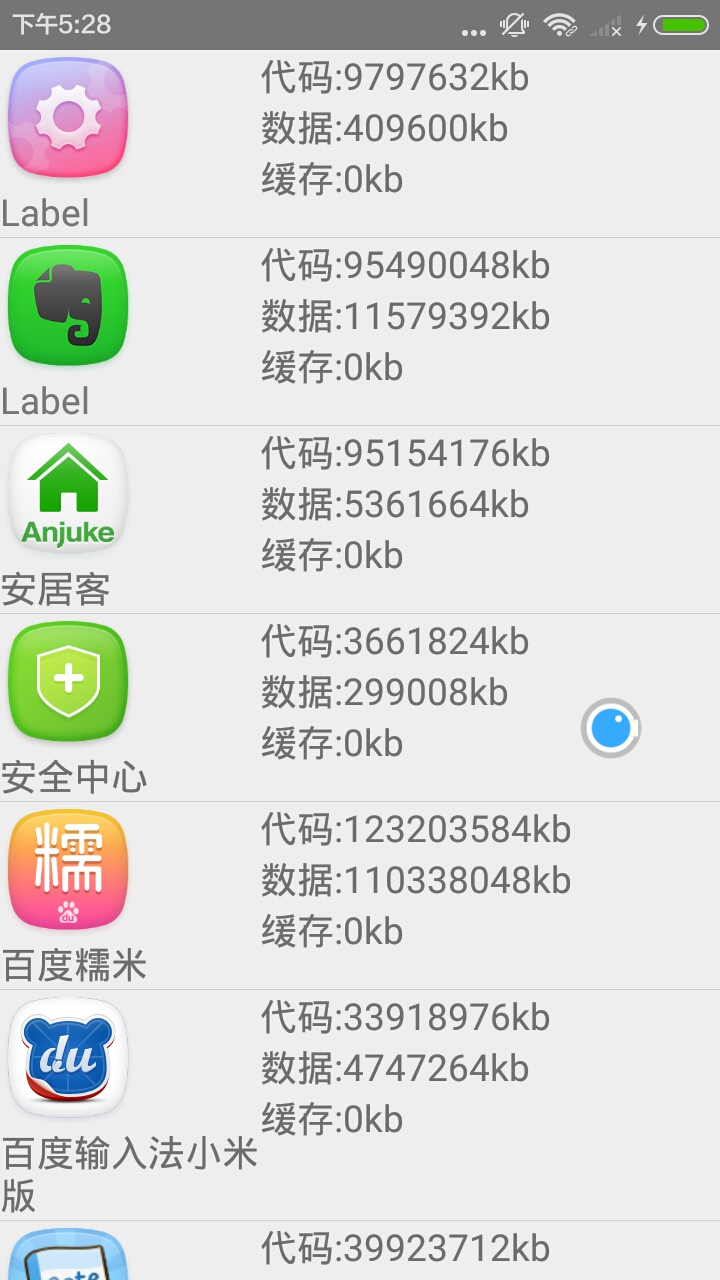 下午5:28
代码:9797632kb
数据:409600kb
缓存:0kb
Label
代码:95490048kb
数据:11579392kb
缓存:0kb
Label
Anjuke
代码:95154176kb
数据:5361664kb
缓存:0kb
安居客
代码:3661824kb
数据:299008kb
缓存:0kb
安全中心
糯
du
代码:123203584kb
数据:110338048kb
缓存:0kb
百度糯米
du
代码:33918976kb
数据:4747264kb
缓存:0kb
百度输入法小米
版
代码:39923712kb